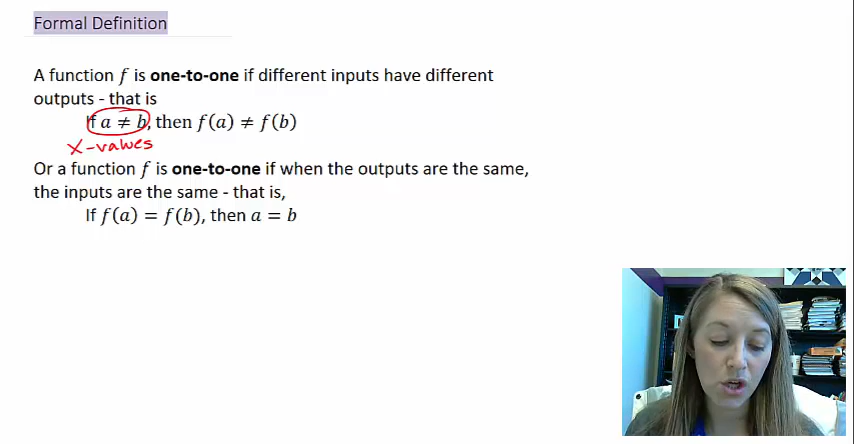 Formal Definition
A function f is one-to-one if different inputs have different
outputs - that is
If a ≠ b, then f(a) ≠ f(b)
x-values
Or a function f is one-to-one if when the outputs are the same,
the inputs are the same - that is,
If f(a) = f(b), then a = b